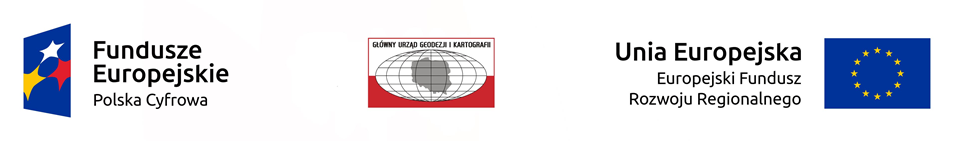 Fundusze
Europejskie
Polska Cyfrowa
GŁÓWNY URZĄD GEODEZJI I KARTOGRAFII
Unia Europejska
Europejski Fundusz
Rozwoju Regionalnego